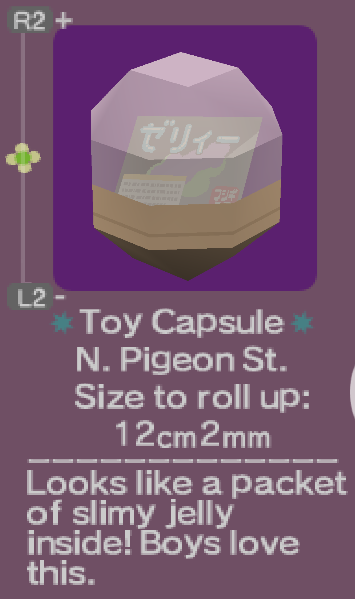 R2 +
ゼリィー
L2 -
Toy Capsule
N. Pigeon St.
Size to roll up:
12cm2mm
Looks like a packet
of slimy jelly
inside! Boys love
this.